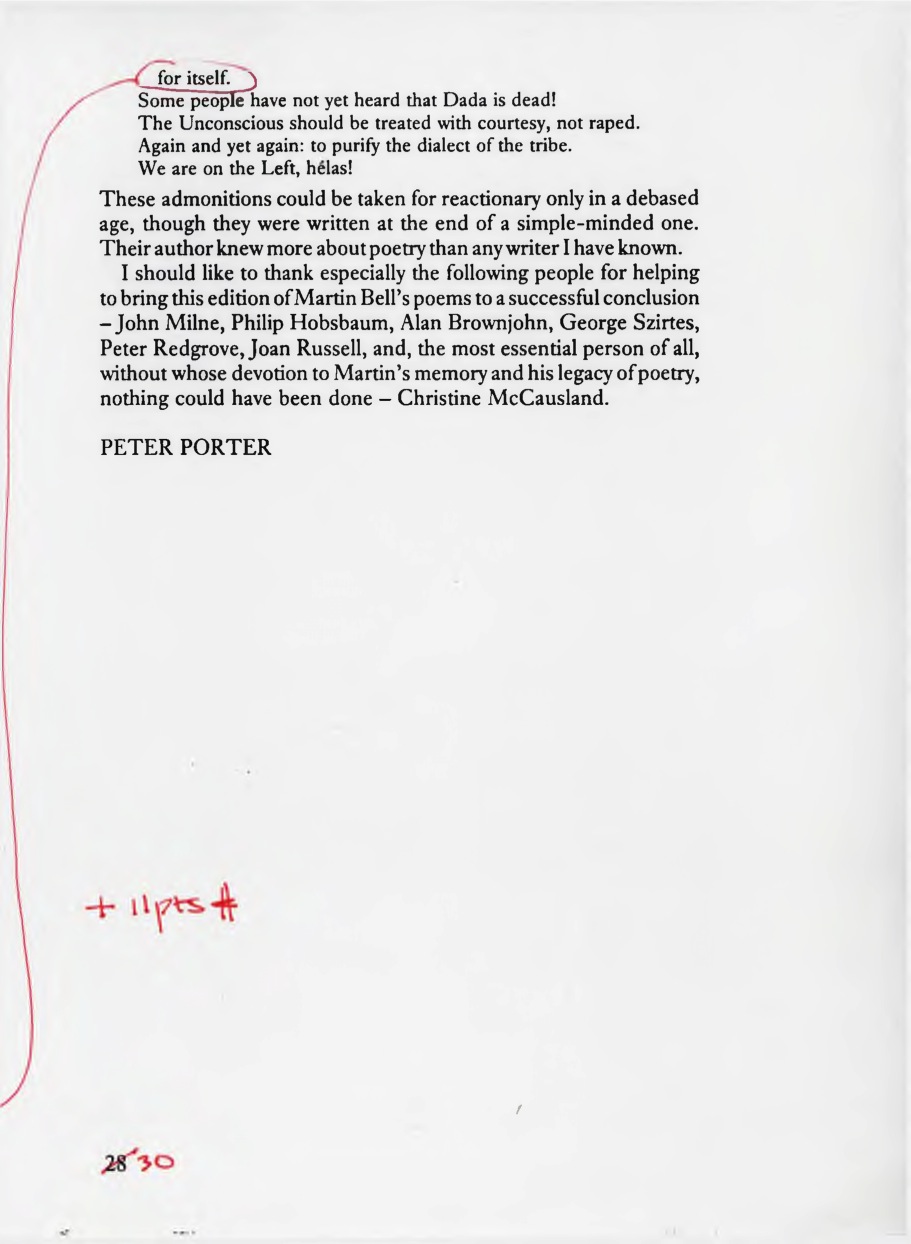 for itself.
Some people have not yet heard that Dada is dead!
The Unconscious should be treated with courtesy, not raped.
Again and yet again: to purify the dialect of the tribe.
We are on the Left, hélas!
These admonitions could be taken for reactionary only in a debased
age, though they were written at the end of a simple-minded one.
Their author knew more about poetry than any writer I have known.
I should like to thank especially the following people for helping
to bring this edition of Martin Bell's poems to a successful conclusion
– John Milne, Philip Hobsbaum, Alan Brownjohn, George Szirtes,
Peter Redgrove, Joan Russell, and, the most essential person of all,
without whose devotion to Martin's memory and his legacy of poetry,
nothing could have been done – Christine McCausland.
PETER PORTER
+ 11pts #
28 30